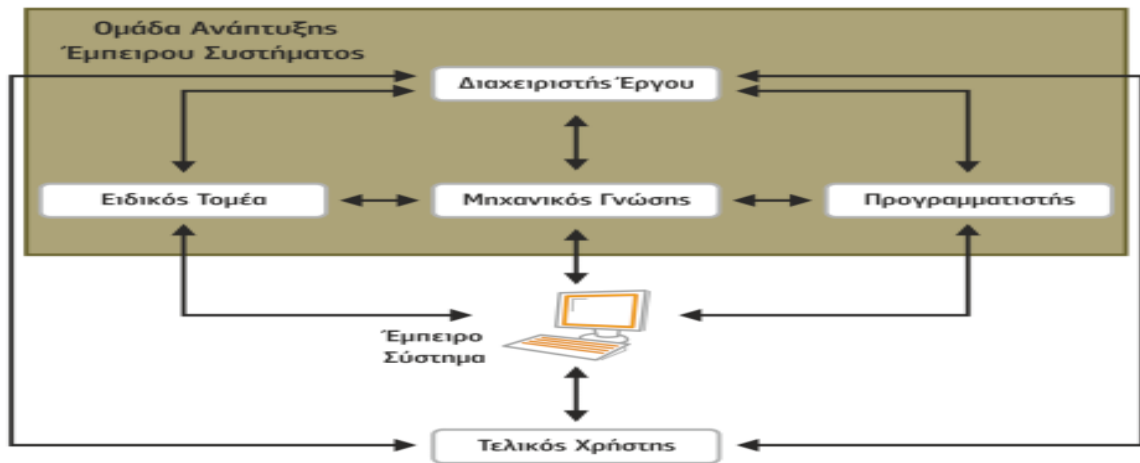 Ομάδα Ανάπτυξης
Έμπειρου Συστήματος
Διαχειριστής Έργου
Ειδικός Τομέα
Μηχανικός Γνώσης
Προγραμματιστής
Έμπειρο
Σύστημα
Τελικός Χρήστης